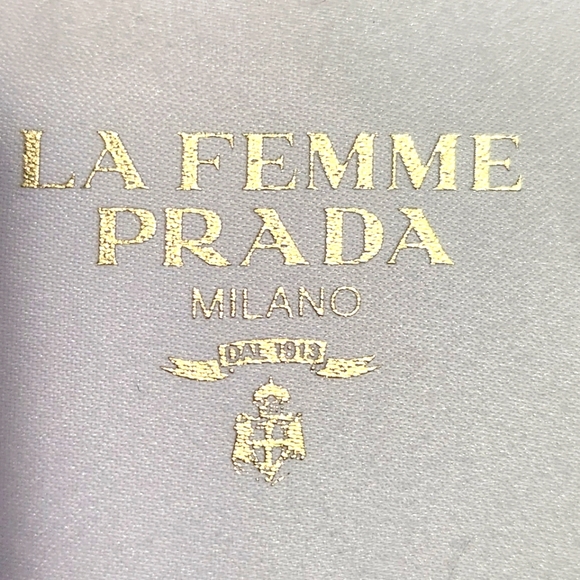 LA FEMME
PRADA
MILANO
DAL 1913